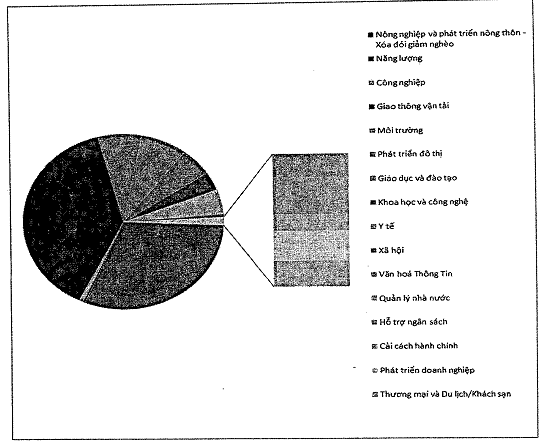 Nông nghiệp và phát triển nông thôn -
Xóa đói giảm nghèo
Năng lượng
Công nghiệp
Giao thông vận tải
Môi trường
Phát triển đô thị
Giáo dục và đào tạo
Khoa học và công nghệ
Y tế
Xã hội
Văn hoá Thông Tin
Quản lý nhà nước
Hỗ trợ ngân sách
Cải cách hành chính
Phát triển doanh nghiệp
Thương mại và Du lịch/Khách sạn